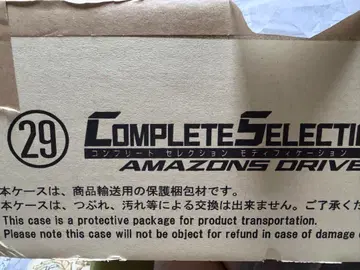 29
COMPLETE SELECTIO
コンプリート セレクション モディフィケーション
AMAZONS DRIVE
本ケースは、商品輸送用の保護梱包材です。
本ケースは、つぶれ、汚れ等による交換は出来ません。ご了承く
This case is a protective package for product transportation.
Please note this case will not be object for refund in case of damage o